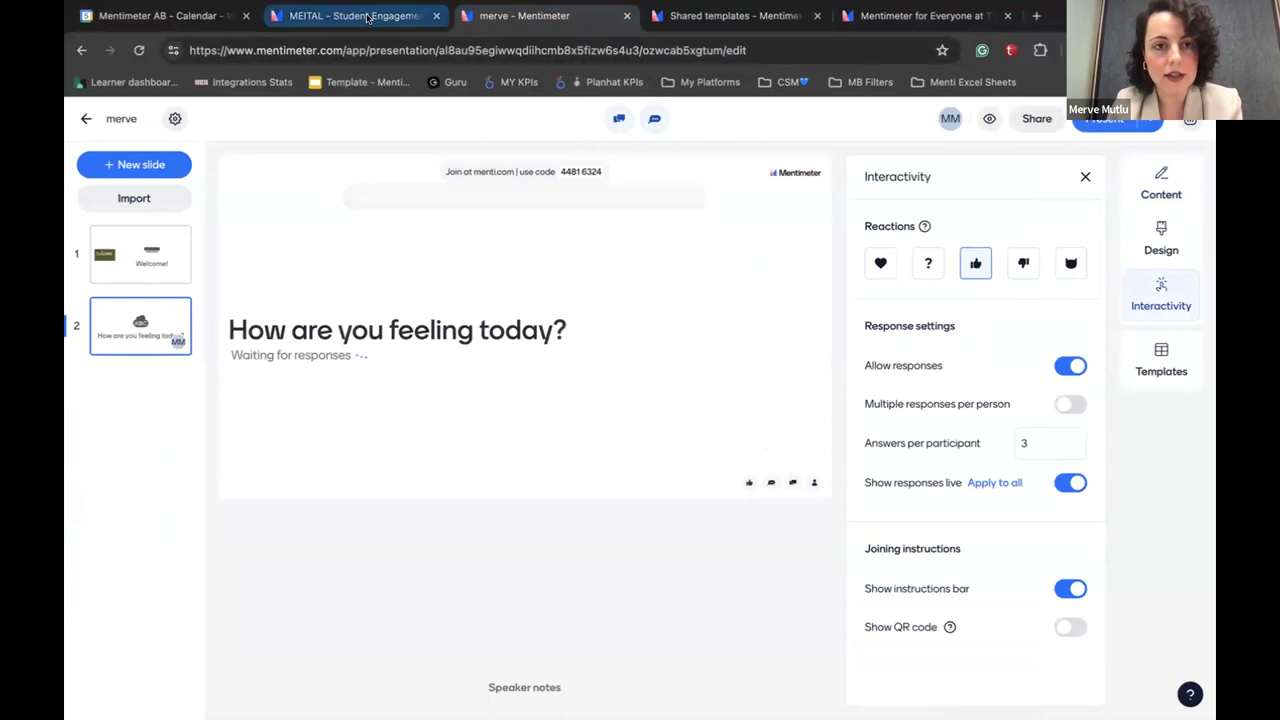 Mentimeter AB - Calendar - W
MEITAL - Student Engageme
merve - Mentimeter
Shared templates - Mentime
Mentimeter for Everyone at T
https://www.mentimeter.com/app/presentation/al8au95egiwwqdiihcmb8x5fizw6s4u3/ozwcab5xgtum/edit
Learner dashboar...
Integrations Stats
Template - Menti...
Guru
MY KPIs
Planhat KPIs
My Platforms
CSM💙
MB Filters
Menti Excel Sheets
Merve Mutlu
merve
MM
Share
Present
+ New slide
Import
1
Welcome!
2
ABC
How are you feeling today?
MM
Join at menti.com | use code 4481 6324
Mentimeter
How are you feeling today?
Waiting for responses
Speaker notes
Interactivity
Reactions ?
?
Response settings
Allow responses
Multiple responses per person
Answers per participant 3
Show responses live Apply to all
Joining instructions
Show instructions bar
Show QR code ?
Content
Design
Interactivity
Templates
?